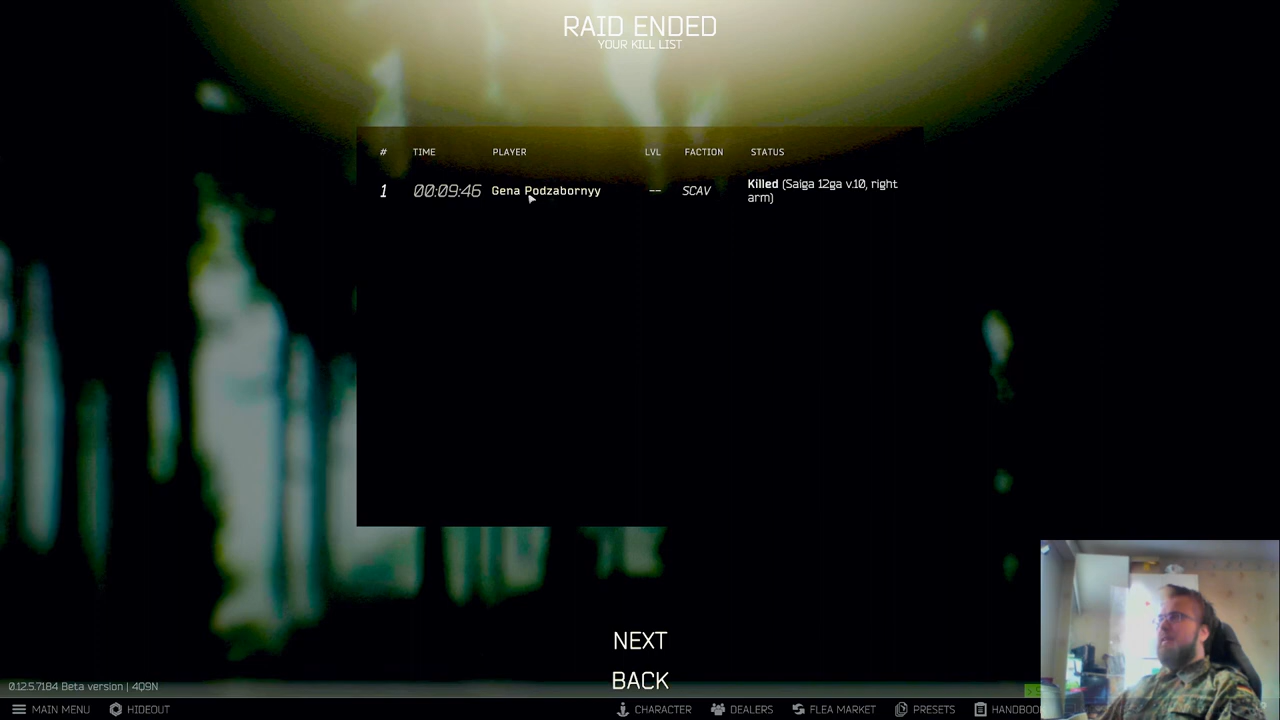 RAID ENDED
YOUR KILL LIST
# TIME PLAYER LVL FACTION STATUS
1 00:09:46 Gena Podzabornyy -- SCAV Killed (Saiga 12ga v.10, right
arm)
NEXT
BACK
0.12.5.7184 Beta version | 4Q9N
MAIN MENU HIDEOUT CHARACTER DEALERS FLEA MARKET PRESETS HANDBOOK